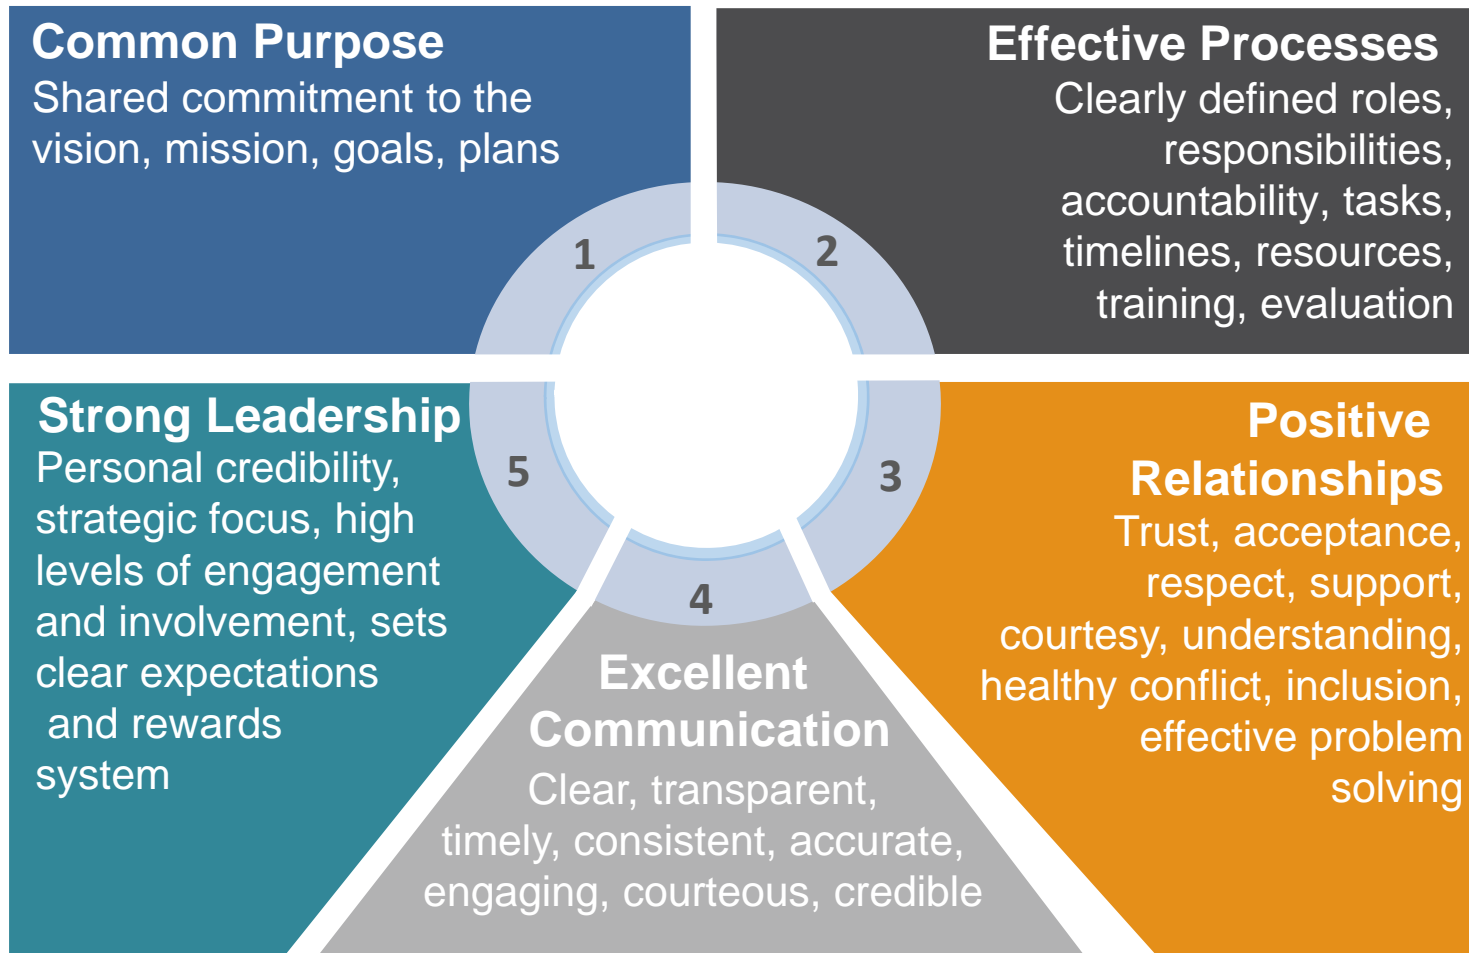 Common Purpose
Shared commitment to the
vision, mission, goals, plans
1
Effective Processes
Clearly defined roles,
responsibilities,
accountability, tasks,
timelines, resources,
training, evaluation
2
Positive
Relationships
Trust, acceptance,
respect, support,
courtesy, understanding,
healthy conflict, inclusion,
effective problem
solving
3
Excellent
Communication
Clear, transparent,
timely, consistent, accurate,
engaging, courteous, credible
4
Strong Leadership
Personal credibility,
strategic focus, high
levels of engagement
and involvement, sets
clear expectations
and rewards
system
5